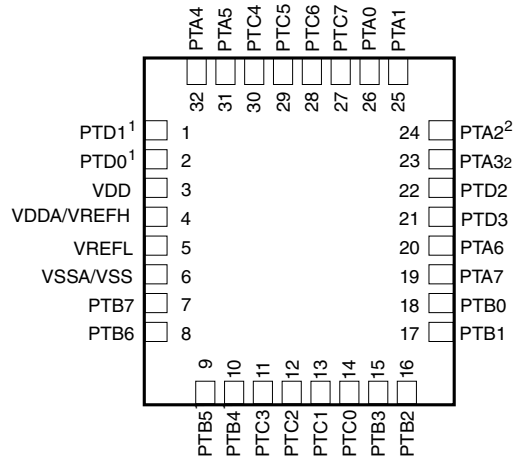 PTA4 PTA5 PTC4 PTC5 PTC6 PTC7 PTA0 PTA1
32 31 30 29 28 27 26 25
PTD1¹ 1 24 PTA2²
PTD0¹ 2 23 PTA32
VDD 3 22 PTD2
VDDA/VREFH 4 21 PTD3
VREFL 5 20 PTA6
VSSA/VSS 6 19 PTA7
PTB7 7 18 PTB0
PTB6 8 17 PTB1
9 10 11 12 13 14 15 16
PTB5 PTB4 PTC3 PTC2 PTC1 PTC0 PTB3 PTB2